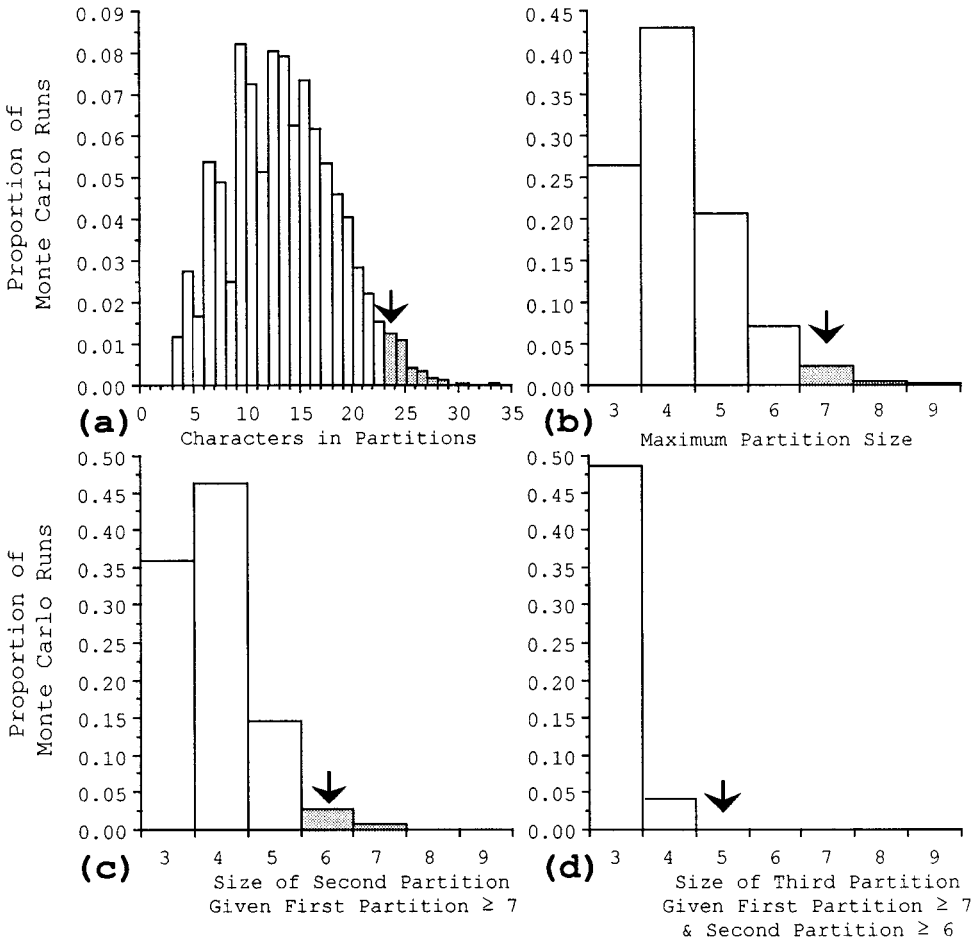 Proportion of
Monte Carlo Runs
0.09
0.08
0.07
0.06
0.05
0.04
0.03
0.02
0.01
0.00
0 5 10 15 20 25 30 35
(a)
Characters in Partitions
0.45
0.40
0.35
0.30
0.25
0.20
0.15
0.10
0.05
0.00
3 4 5 6 7 8 9
(b)
Maximum Partition Size
Proportion of
Monte Carlo Runs
0.50
0.45
0.40
0.35
0.30
0.25
0.20
0.15
0.10
0.05
0.00
3 4 5 6 7 8 9
(c)
Size of Second Partition
Given First Partition ≥ 7
0.50
0.45
0.40
0.35
0.30
0.25
0.20
0.15
0.10
0.05
0.00
3 4 5 6 7 8 9
(d)
Size of Third Partition
Given First Partition ≥ 7
& Second Partition ≥ 6